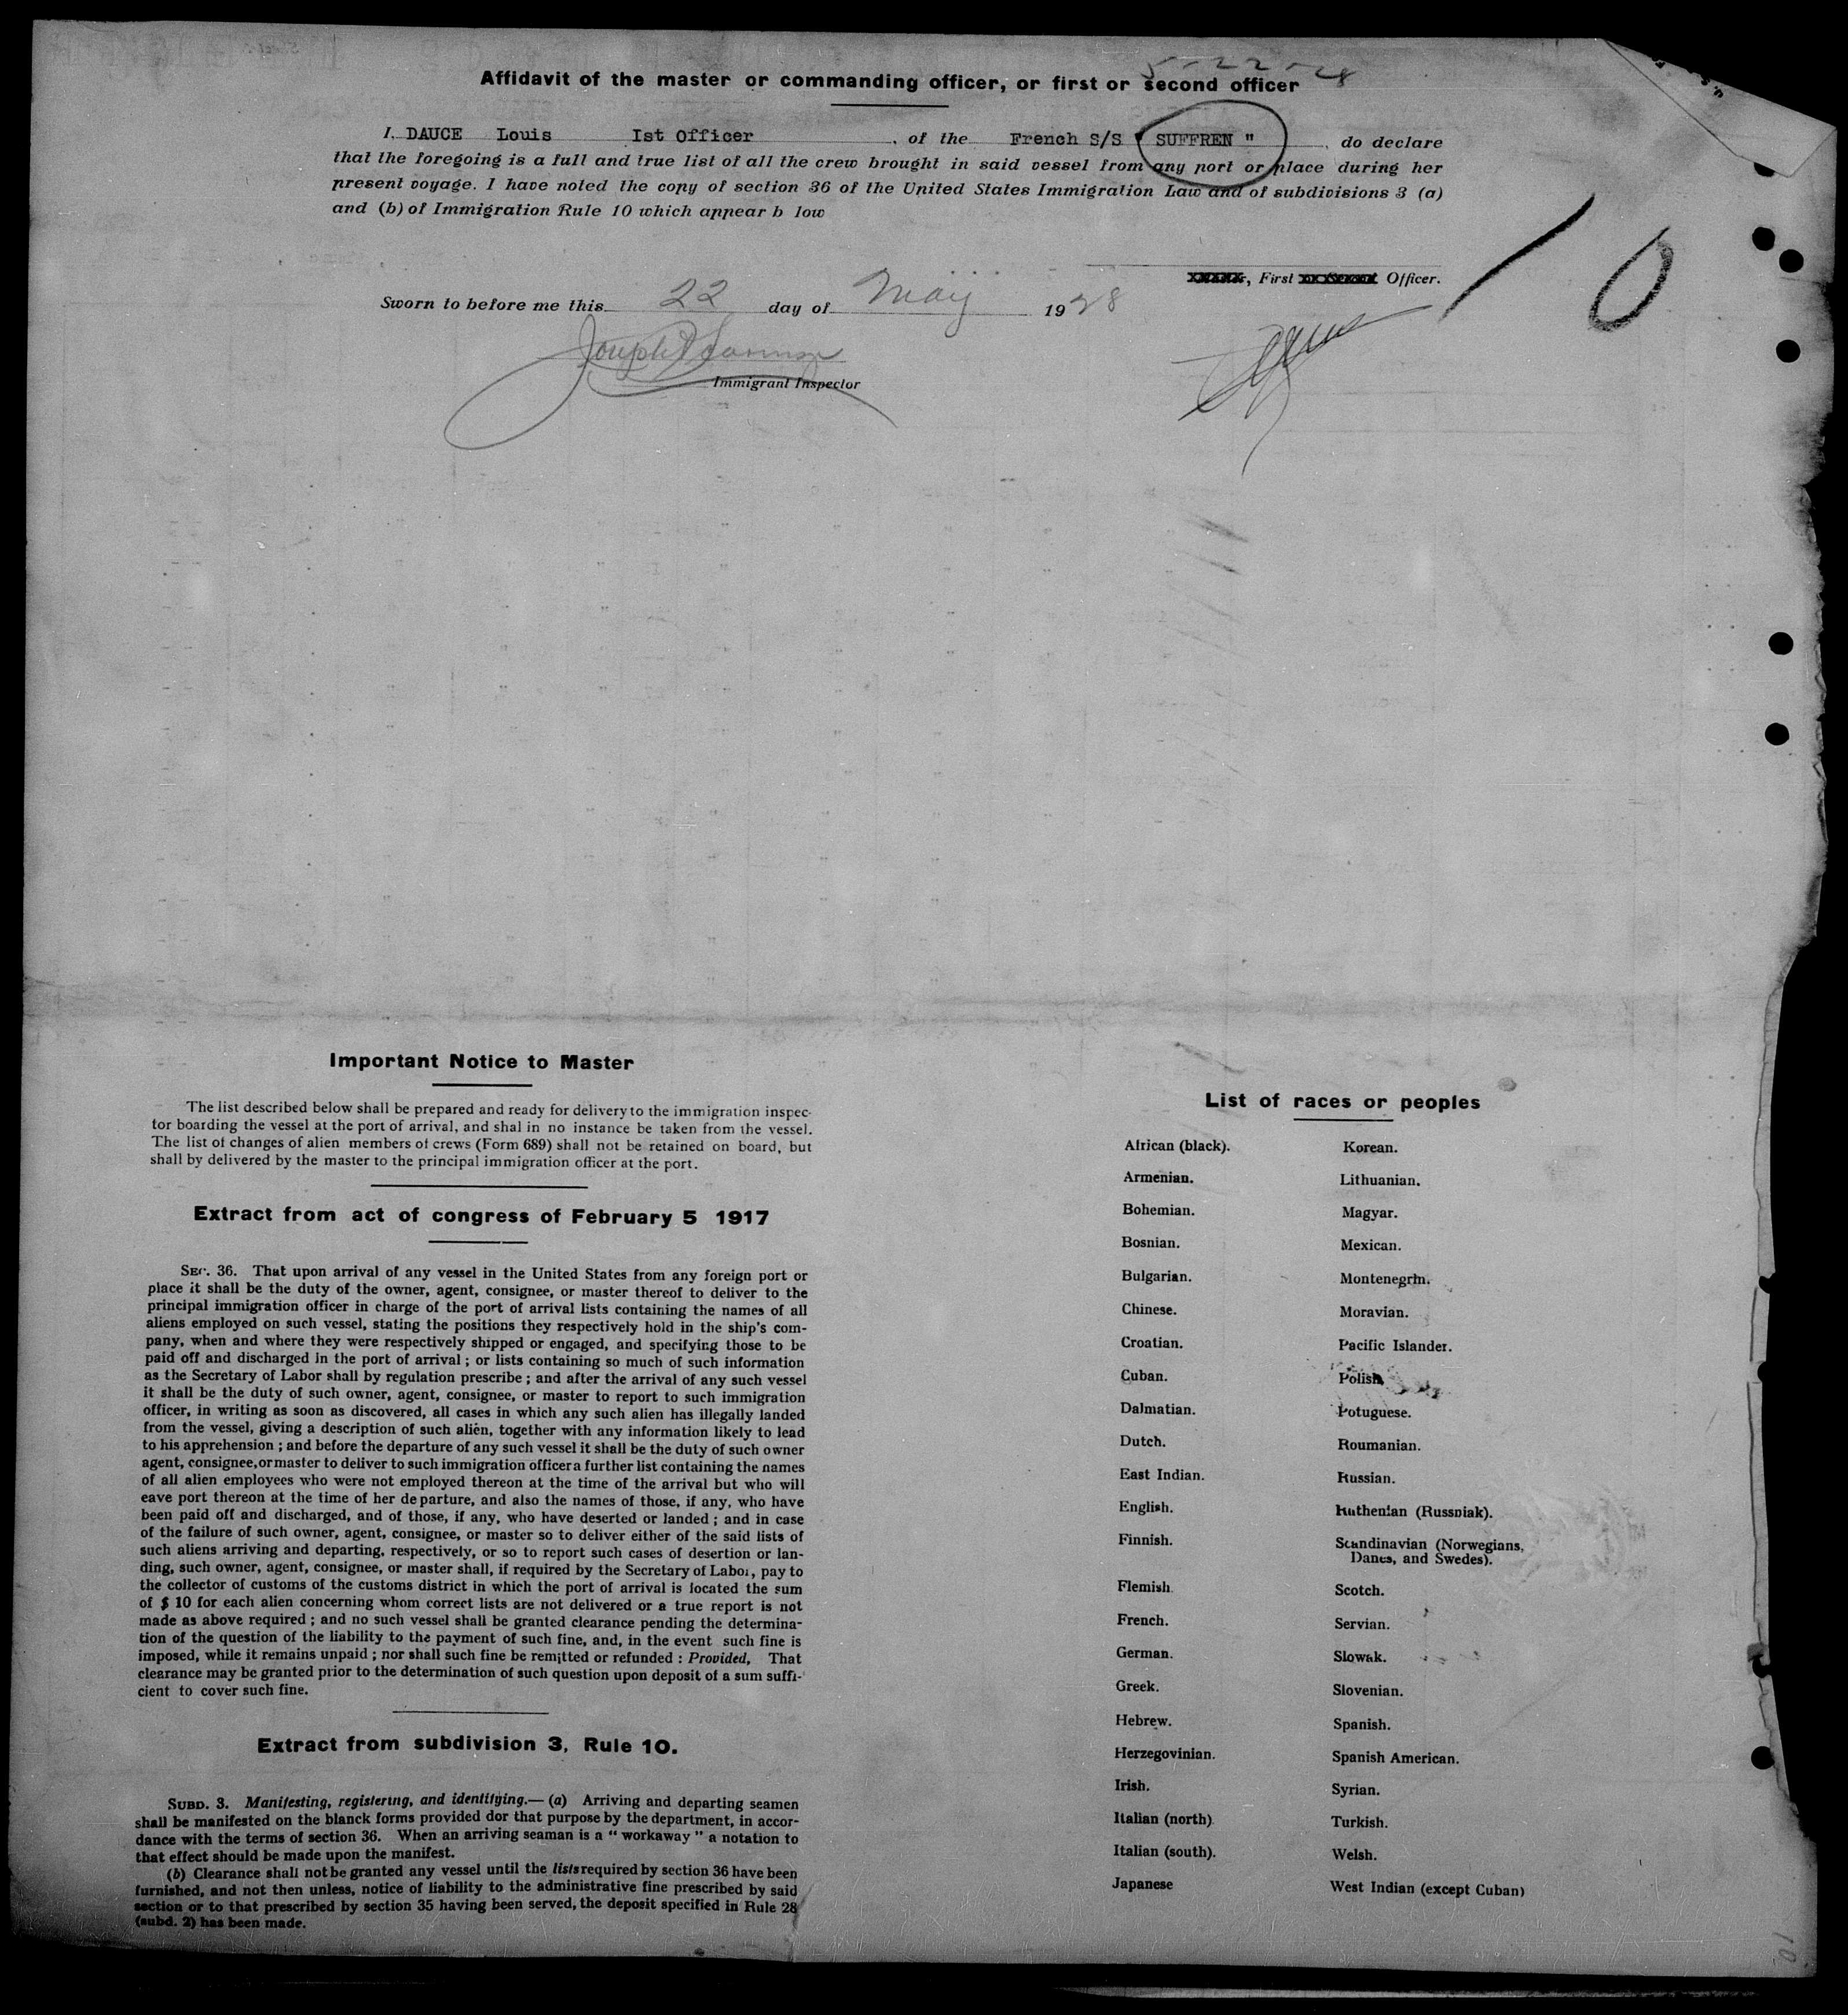 5-22-28
Affidavit of the master or commanding officer, or first or second officer
I, DAUCE Louis Ist Officer , of the French S/S " SUFFREN " , do declare
that the foregoing is a full and true list of all the crew brought in said vessel from any port or place during her
present voyage. I have noted the copy of section 36 of the United States Immigration Law and of subdivisions 3 (a)
and (b) of Immigration Rule 10 which appear b low
10
, First Officer.
Sworn to before me this 22 day of May 1928
Joseph
Immigrant Inspector
Important Notice to Master
The list described below shall be prepared and ready for delivery to the immigration inspec-
tor boarding the vessel at the port of arrival, and shal in no instance be taken from the vessel.
The list of changes of alien members of crews (Form 689) shall not be retained on board, but
shall by delivered by the master to the principal immigration officer at the port.
Extract from act of congress of February 5 1917
SEC. 36. That upon arrival of any vessel in the United States from any foreign port or
place it shall be the duty of the owner, agent, consignee, or master thereof to deliver to the
principal immigration officer in charge of the port of arrival lists containing the names of all
aliens employed on such vessel, stating the positions they respectively hold in the ship's com-
pany, when and where they were respectively shipped or engaged, and specifying those to be
paid off and discharged in the port of arrival ; or lists containing so much of such information
as the Secretary of Labor shall by regulation prescribe ; and after the arrival of any such vessel
it shall be the duty of such owner, agent, consignee, or master to report to such immigration
officer, in writing as soon as discovered, all cases in which any such alien has illegally landed
from the vessel, giving a description of such alien, together with any information likely to lead
to his apprehension ; and before the departure of any such vessel it shall be the duty of such owner
agent, consignee, or master to deliver to such immigration officer a further list containing the names
of all alien employees who were not employed thereon at the time of the arrival but who will
eave port thereon at the time of her departure, and also the names of those, if any, who have
been paid off and discharged, and of those, if any, who have deserted or landed ; and in case
of the failure of such owner, agent, consignee, or master so to deliver either of the said lists of
such aliens arriving and departing, respectively, or so to report such cases of desertion or lan-
ding, such owner, agent, consignee, or master shall, if required by the Secretary of Labor, pay to
the collector of customs of the customs district in which the port of arrival is located the sum
of $ 10 for each alien concerning whom correct lists are not delivered or a true report is not
made as above required ; and no such vessel shall be granted clearance pending the determina-
tion of the question of the liability to the payment of such fine, and, in the event such fine is
imposed, while it remains unpaid ; nor shall such fine be remitted or refunded : Provided, That
clearance may be granted prior to the determination of such question upon deposit of a sum suffi-
cient to cover such fine.
Extract from subdivision 3, Rule 10.
SUBD. 3. Manifesting, registering, and identifying.— (a) Arriving and departing seamen
shall be manifested on the blanck forms provided dor that purpose by the department, in accor-
dance with the terms of section 36. When an arriving seaman is a " workaway " a notation to
that effect should be made upon the manifest.
(b) Clearance shall not be granted any vessel until the lists required by section 36 have been
furnished, and not then unless, notice of liability to the administrative fine prescribed by said
section or to that prescribed by section 35 having been served, the deposit specified in Rule 28
(subd. 2) has been made.
List of races or peoples
African (black).
Armenian.
Bohemian.
Bosnian.
Bulgarian.
Chinese.
Croatian.
Cuban.
Dalmatian.
Dutch.
East Indian.
English.
Finnish.
Flemish
French.
German.
Greek.
Hebrew.
Herzegovinian.
Irish.
Italian (north)
Italian (south).
Japanese
Korean.
Lithuanian.
Magyar.
Mexican.
Montenegrin.
Moravian.
Pacific Islander.
Polish
Potuguese.
Roumanian.
Russian.
Ruthenian (Russniak).
Scandinavian (Norwegians,
Danes, and Swedes).
Scotch.
Servian.
Slowak.
Slovenian.
Spanish.
Spanish American.
Syrian.
Turkish.
Welsh.
West Indian (except Cuban)
10